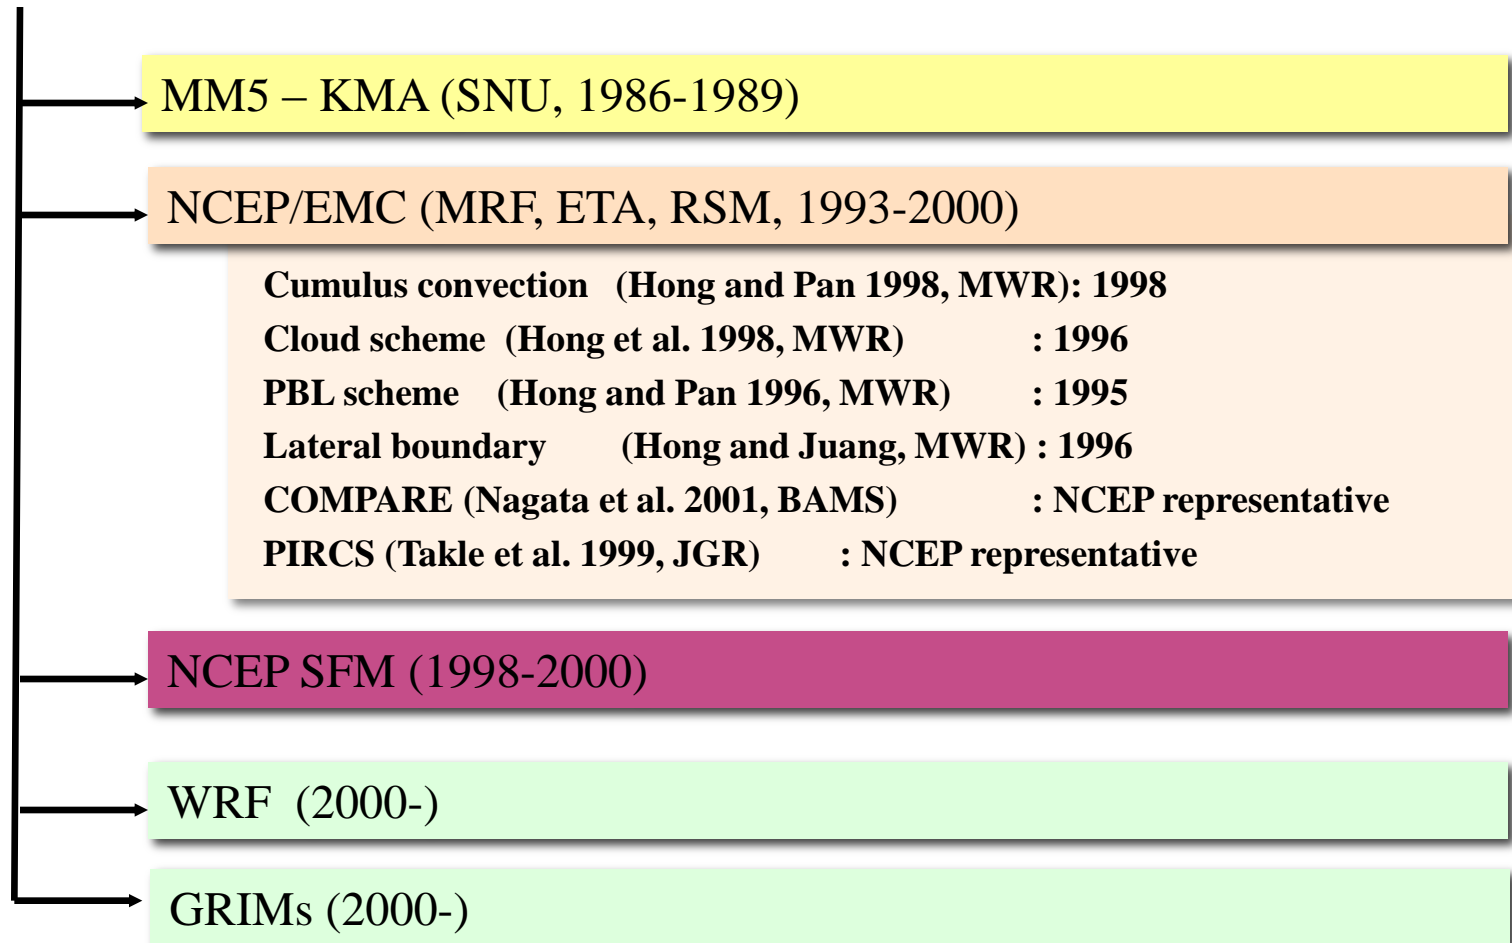 MM5 – KMA (SNU, 1986-1989)
NCEP/EMC (MRF, ETA, RSM, 1993-2000)
Cumulus convection (Hong and Pan 1998, MWR): 1998
Cloud scheme (Hong et al. 1998, MWR) : 1996
PBL scheme (Hong and Pan 1996, MWR) : 1995
Lateral boundary (Hong and Juang, MWR) : 1996
COMPARE (Nagata et al. 2001, BAMS) : NCEP representative
PIRCS (Takle et al. 1999, JGR) : NCEP representative
NCEP SFM (1998-2000)
WRF (2000-)
GRIMs (2000-)